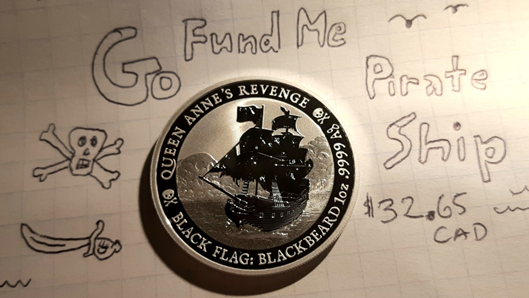 Go Fund Me
Pirate
Ship
$32.65
CAD
QUEEN ANNE'S REVENGE
1oz .9999 Ag
BLACK FLAG: BLACKBEARD